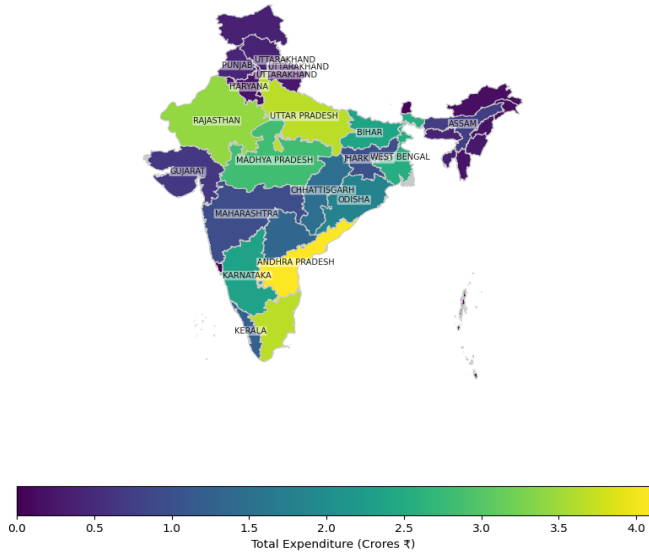 UTTARAKHAND
PUNJAB
UTTARAKHAND
UTTARAKHAND
HARYANA
RAJASTHAN
UTTAR PRADESH
ASSAM
BIHAR
MADHYA PRADESH
JHARK
WEST BENGAL
GUJARAT
CHHATTISGARH
ODISHA
MAHARASHTRA
ANDHRA PRADESH
KARNATAKA
KERALA
0.0 0.5 1.0 1.5 2.0 2.5 3.0 3.5 4.0
Total Expenditure (Crores ₹)